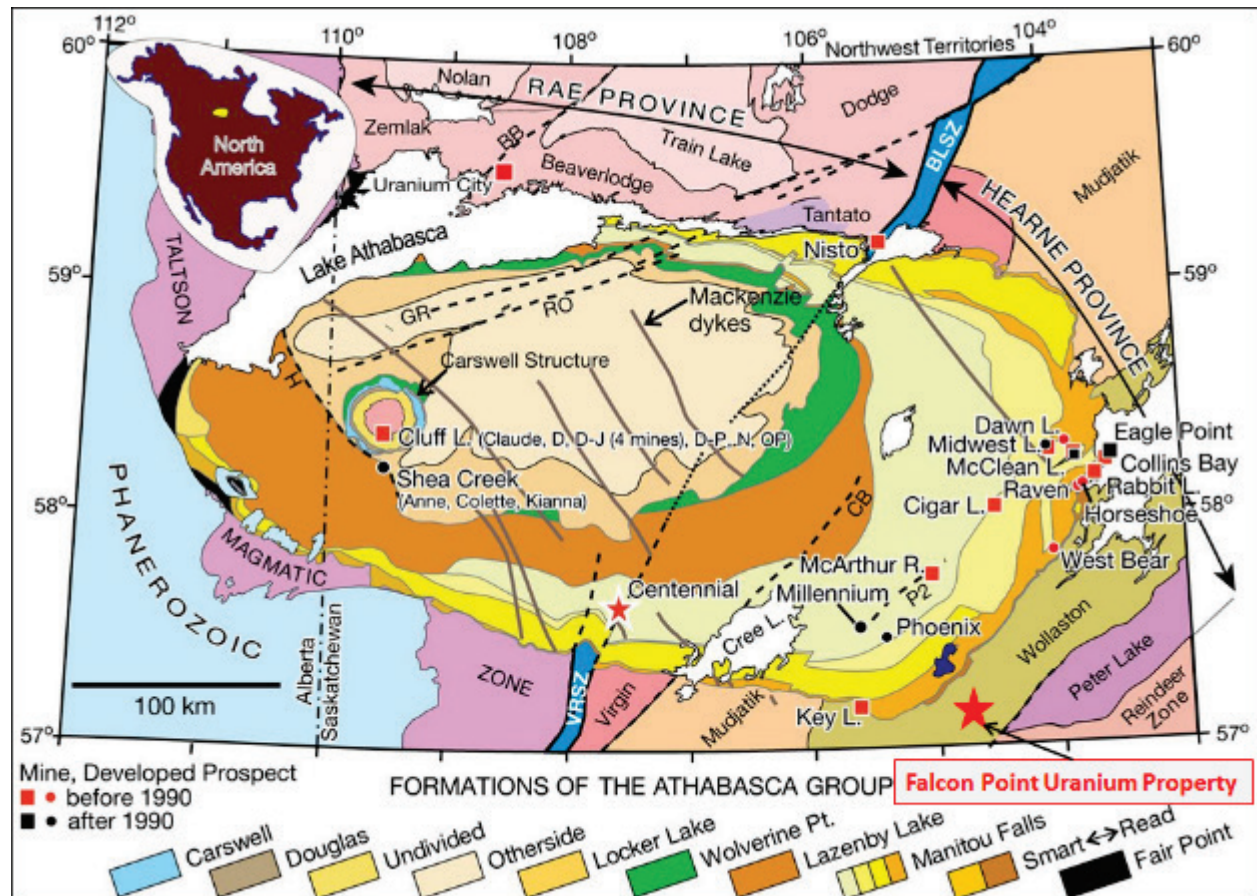 112°
110°
108°
106°
104°
60°
Northwest Territories
60°
Nolan
RAE PROVINCE
Dodge
Zemlak
BB
Train Lake
North
America
Uranium City
Beaverlodge
BLSZ
Mudjatik
Tantato
HEARNE PROVINCE
TALTSON
Lake Athabasca
Nisto
59°
59°
GR
RO
Mackenzie
dykes
Carswell Structure
H
Cluff L. (Claude, D, D-J (4 mines), D-P, N, OP)
Shea Creek
(Anne, Colette, Kianna)
Dawn L.
Midwest L.
McClean L.
Raven
Eagle Point
Collins Bay
Rabbit L.
Horseshoe
58°
58°
Cigar L.
CB
West Bear
PHANEROZOIC
MAGMATIC
McArthur R.
Centennial
Millennium
P2
Phoenix
Cree L.
Wollaston
Alberta
Saskatchewan
ZONE
VRSZ
Virgin
Mudjatik
Key L.
Peter Lake
Reindeer
Zone
100 km
57°
57°
Mine, Developed Prospect
before 1990
after 1990
FORMATIONS OF THE ATHABASCA GROUP
Falcon Point Uranium Property
Carswell
Douglas
Undivided
Otherside
Locker Lake
Wolverine Pt.
Lazenby Lake
Manitou Falls
Smart↔Read
Fair Point